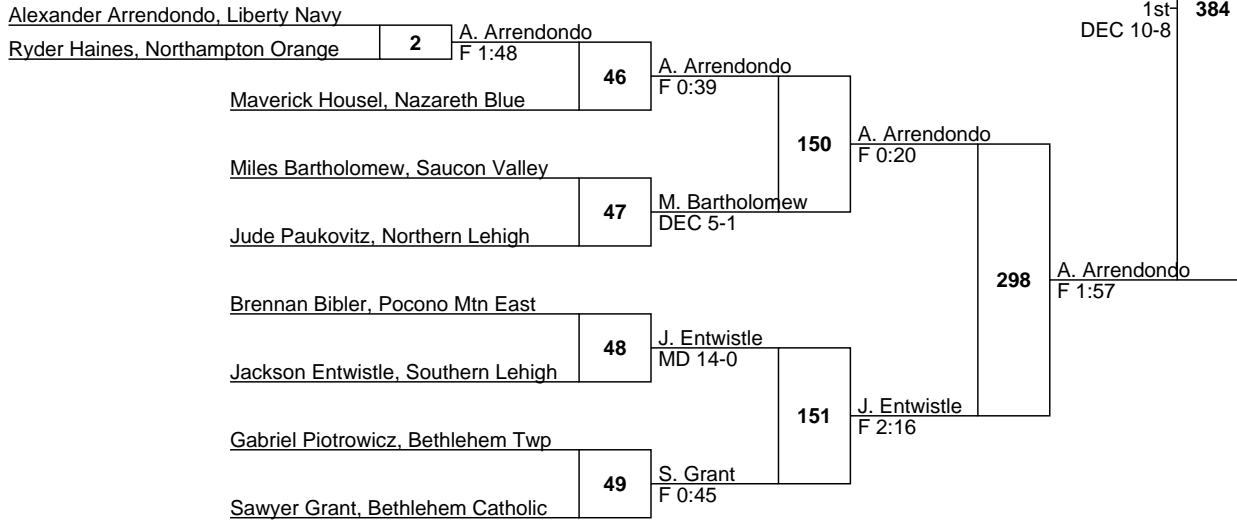 Alexander Arrendondo, Liberty Navy
Ryder Haines, Northampton Orange
2
A. Arrendondo
F 1:48
Maverick Housel, Nazareth Blue
46
A. Arrendondo
F 0:39
Miles Bartholomew, Saucon Valley
Jude Paukovitz, Northern Lehigh
47
M. Bartholomew
DEC 5-1
150
A. Arrendondo
F 0:20
Brennan Bibler, Pocono Mtn East
Jackson Entwistle, Southern Lehigh
48
J. Entwistle
MD 14-0
Gabriel Piotrowicz, Bethlehem Twp
Sawyer Grant, Bethlehem Catholic
49
S. Grant
F 0:45
151
J. Entwistle
F 2:16
298
A. Arrendondo
F 1:57
1st
DEC 10-8
384